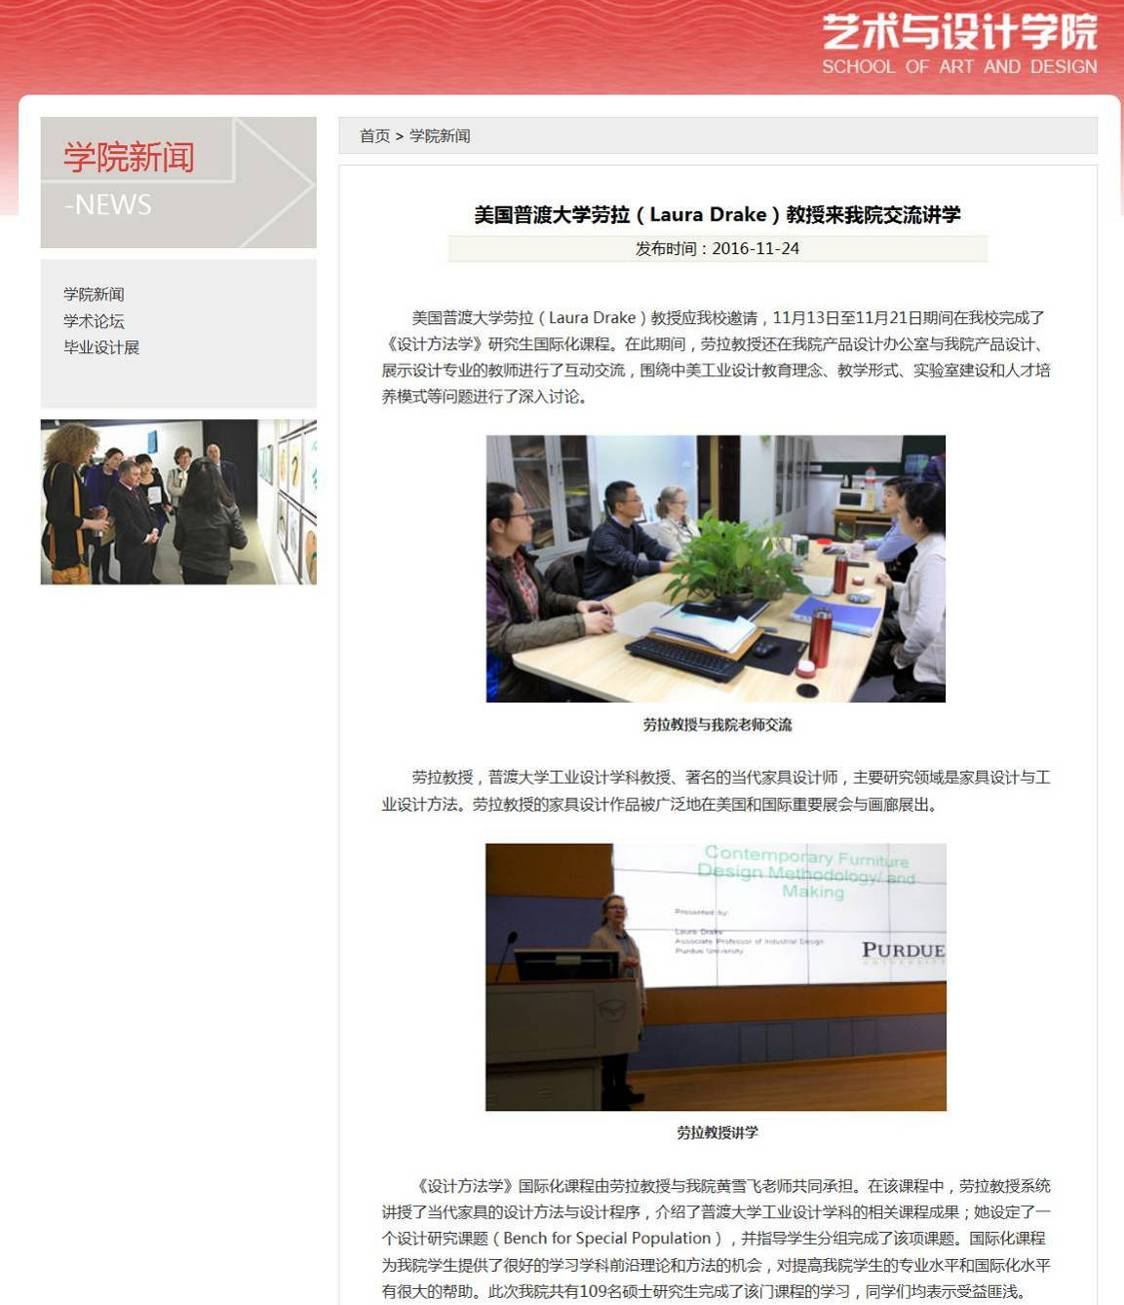 艺术与设计学院
SCHOOL OF ART AND DESIGN
学院新闻
-NEWS
学院新闻
学术论坛
毕业设计展
首页 > 学院新闻
美国普渡大学劳拉（Laura Drake）教授来我院交流讲学
发布时间：2016-11-24
美国普渡大学劳拉（Laura Drake）教授应我校邀请，11月13日至11月21日期间在我校完成了
《设计方法学》研究生国际化课程。在此期间，劳拉教授还在我院产品设计办公室与我院产品设计、
展示设计专业的教师进行了互动交流，围绕中美工业设计教育理念、教学形式、实验室建设和人才培
养模式等问题进行了深入讨论。
劳拉教授与我院老师交流
劳拉教授，普渡大学工业设计学科教授、著名的当代家具设计师，主要研究领域是家具设计与工
业设计方法。劳拉教授的家具设计作品被广泛地在美国和国际重要展会与画廊展出。
Contemporary Furniture
Design Methodology/ and
Making
Presented by:
Laura Drake
Associate Professor of Industrial Design
Purdue University
PURDUE
UNIVERSITY
劳拉教授讲学
《设计方法学》国际化课程由劳拉教授与我院黄雪飞老师共同承担。在该课程中，劳拉教授系统
讲授了当代家具的设计方法与设计程序，介绍了普渡大学工业设计学科的相关课程成果；她设定了一
个设计研究课题（Bench for Special Population），并指导学生分组完成了该项课题。国际化课程
为我院学生提供了很好的学习学科前沿理论和方法的机会，对提高我院学生的专业水平和国际化水平
有很大的帮助。此次我院共有109名硕士研究生完成了该门课程的学习，同学们均表示受益匪浅。